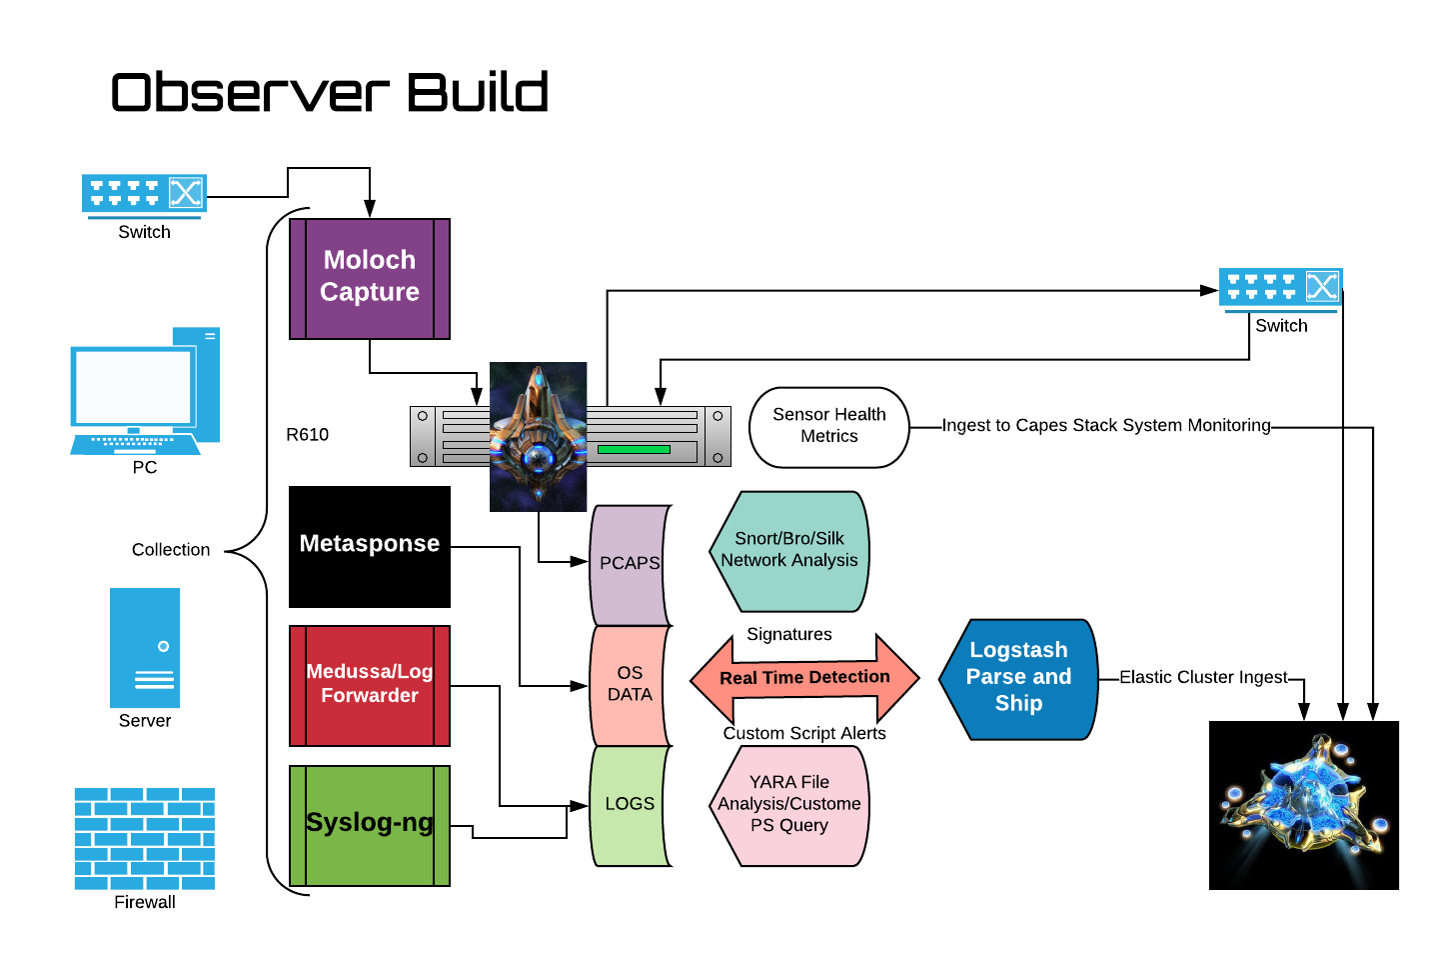 Observer Build
Switch
Moloch
Capture
Switch
PC
R610
Sensor Health
Metrics
Ingest to Capes Stack System Monitoring
Collection
Metasponse
PCAPS
Snort/Bro/Silk
Network Analysis
Server
Medussa/Log
Forwarder
OS
DATA
Signatures
Real Time Detection
Custom Script Alerts
Logstash
Parse and
Ship
Elastic Cluster Ingest
Firewall
Syslog-ng
LOGS
YARA File
Analysis/Custome
PS Query